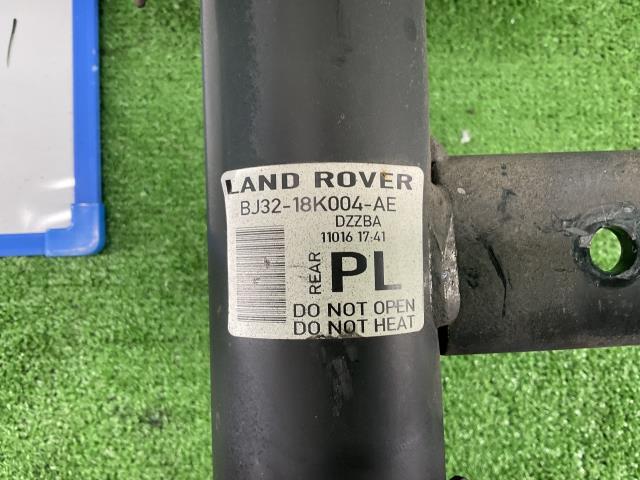 LAND ROVER
BJ32-18K004-AE
DZZBA
11016 17:41
REAR PL
DO NOT OPEN
DO NOT HEAT